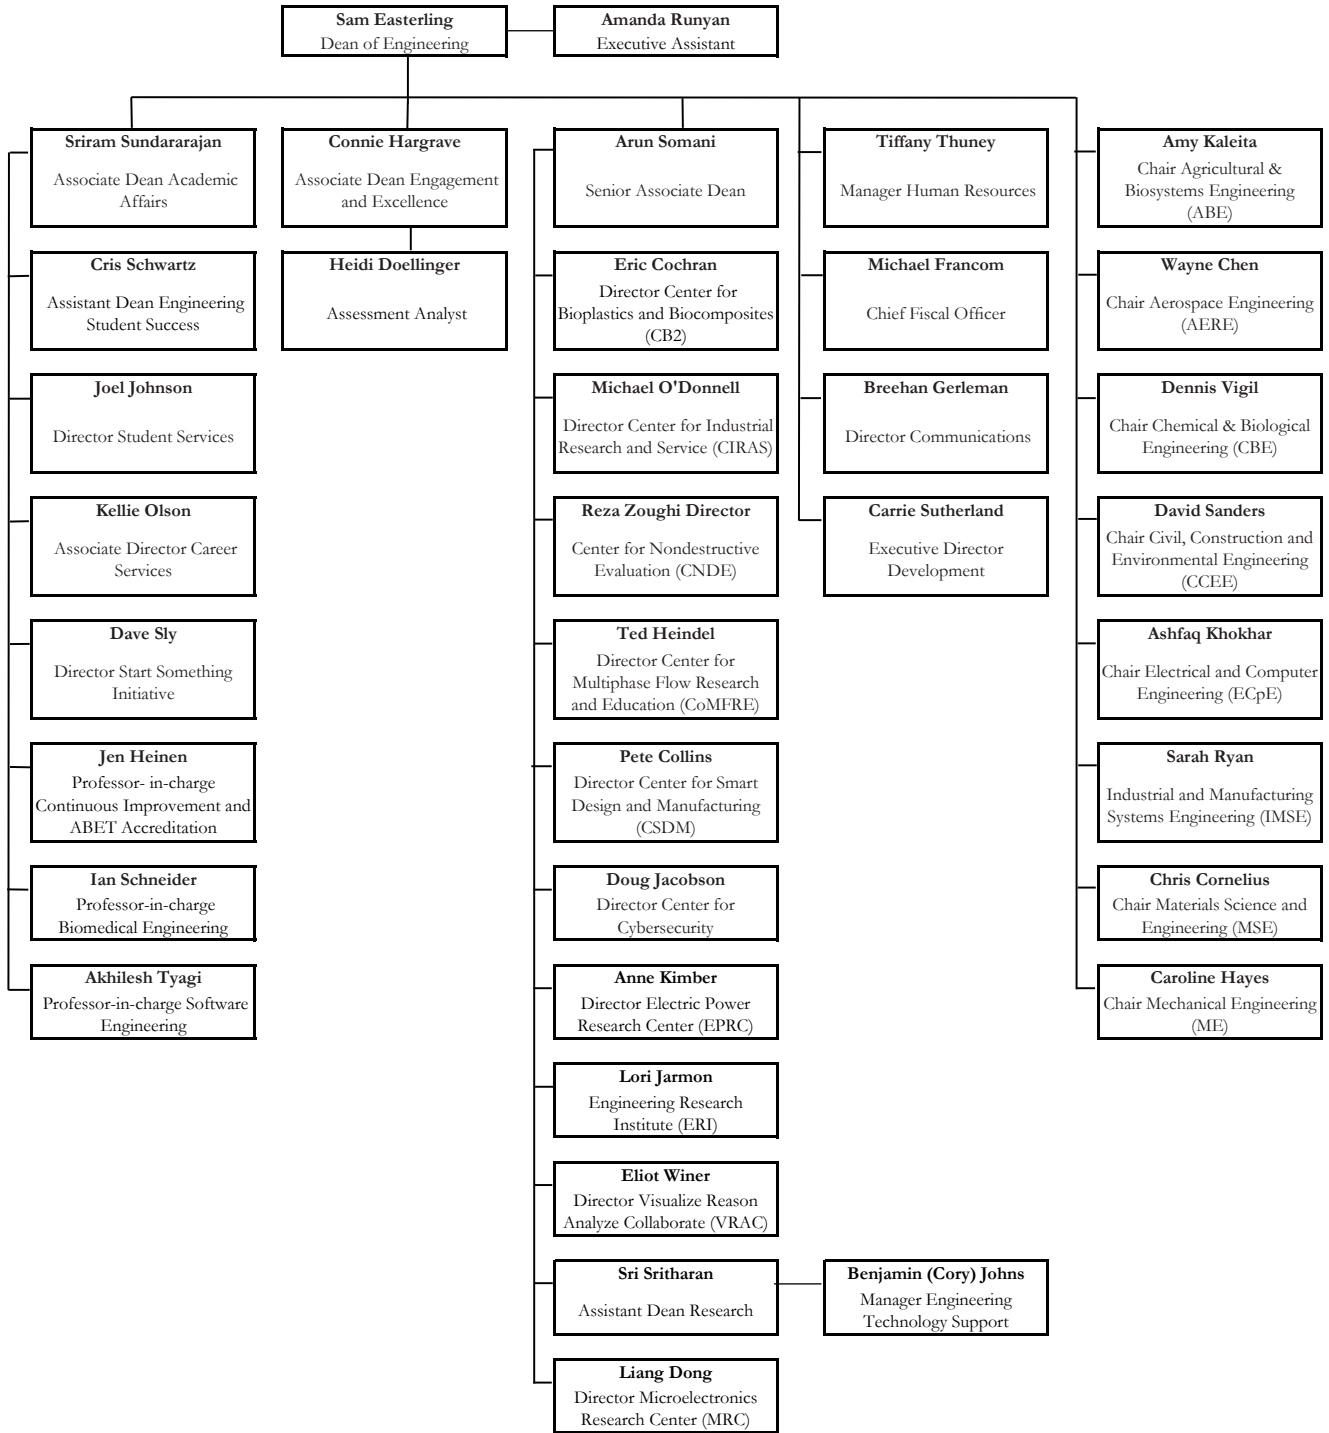 Sam Easterling
Dean of Engineering
Amanda Runyan
Executive Assistant
Sriram Sundararajan
Associate Dean Academic
Affairs
Connie Hargrave
Associate Dean Engagement
and Excellence
Arun Somani
Senior Associate Dean
Tiffany Thuney
Manager Human Resources
Amy Kaleita
Chair Agricultural &
Biosystems Engineering
(ABE)
Cris Schwartz
Assistant Dean Engineering
Student Success
Heidi Doellinger
Assessment Analyst
Eric Cochran
Director Center for
Bioplastics and Biocomposites
(CB2)
Michael Francom
Chief Fiscal Officer
Wayne Chen
Chair Aerospace Engineering
(AERE)
Joel Johnson
Director Student Services
Michael O'Donnell
Director Center for Industrial
Research and Service (CIRAS)
Breehan Gerleman
Director Communications
Dennis Vigil
Chair Chemical & Biological
Engineering (CBE)
Kellie Olson
Associate Director Career
Services
Reza Zoughi Director
Center for Nondestructive
Evaluation (CNDE)
Carrie Sutherland
Executive Director
Development
David Sanders
Chair Civil, Construction and
Environmental Engineering
(CCEE)
Dave Sly
Director Start Something
Initiative
Ted Heindel
Director Center for
Multiphase Flow Research
and Education (CoMFRE)
Ashfaq Khokhar
Chair Electrical and Computer
Engineering (ECpE)
Jen Heinen
Professor- in-charge
Continuous Improvement and
ABET Accreditation
Pete Collins
Director Center for Smart
Design and Manufacturing
(CSDM)
Sarah Ryan
Industrial and Manufacturing
Systems Engineering (IMSE)
Ian Schneider
Professor-in-charge
Biomedical Engineering
Doug Jacobson
Director Center for
Cybersecurity
Chris Cornelius
Chair Materials Science and
Engineering (MSE)
Akhilesh Tyagi
Professor-in-charge Software
Engineering
Anne Kimber
Director Electric Power
Research Center (EPRC)
Caroline Hayes
Chair Mechanical Engineering
(ME)
Lori Jarmon
Engineering Research
Institute (ERI)
Eliot Winer
Director Visualize Reason
Analyze Collaborate (VRAC)
Sri Sritharan
Assistant Dean Research
Benjamin (Cory) Johns
Manager Engineering
Technology Support
Liang Dong
Director Microelectronics
Research Center (MRC)